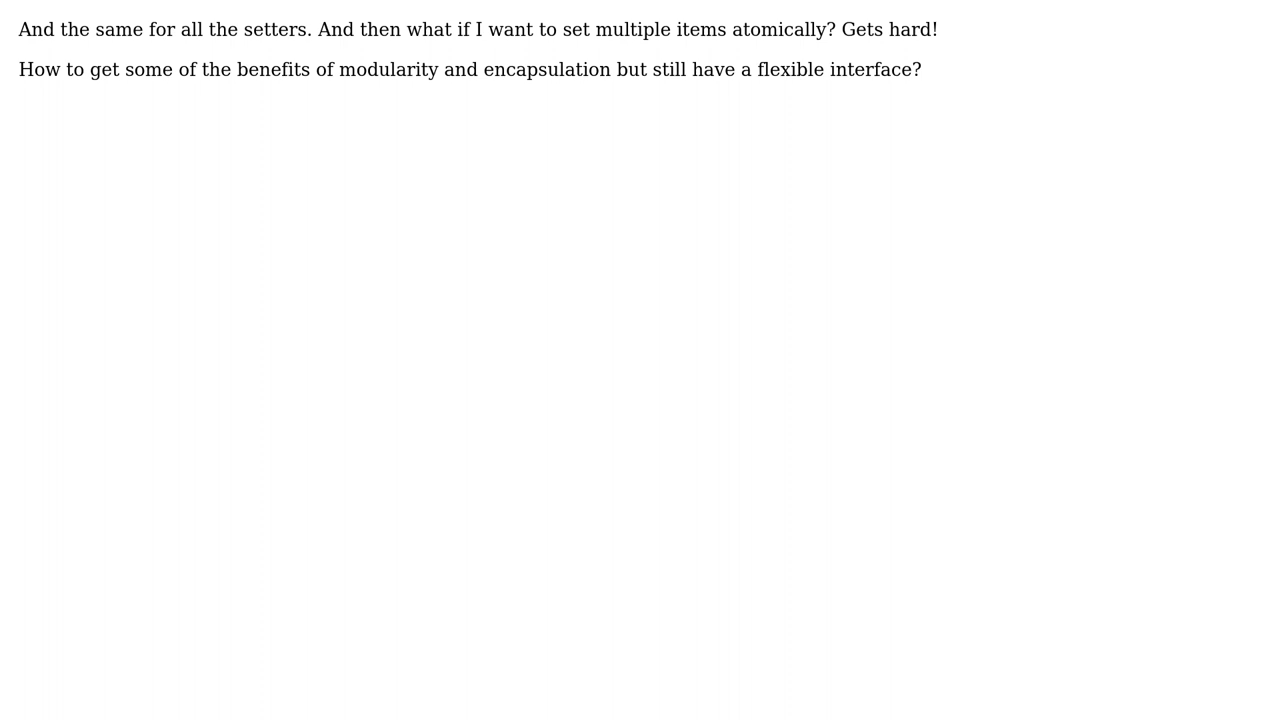 And the same for all the setters. And then what if I want to set multiple items atomically? Gets hard!
How to get some of the benefits of modularity and encapsulation but still have a flexible interface?